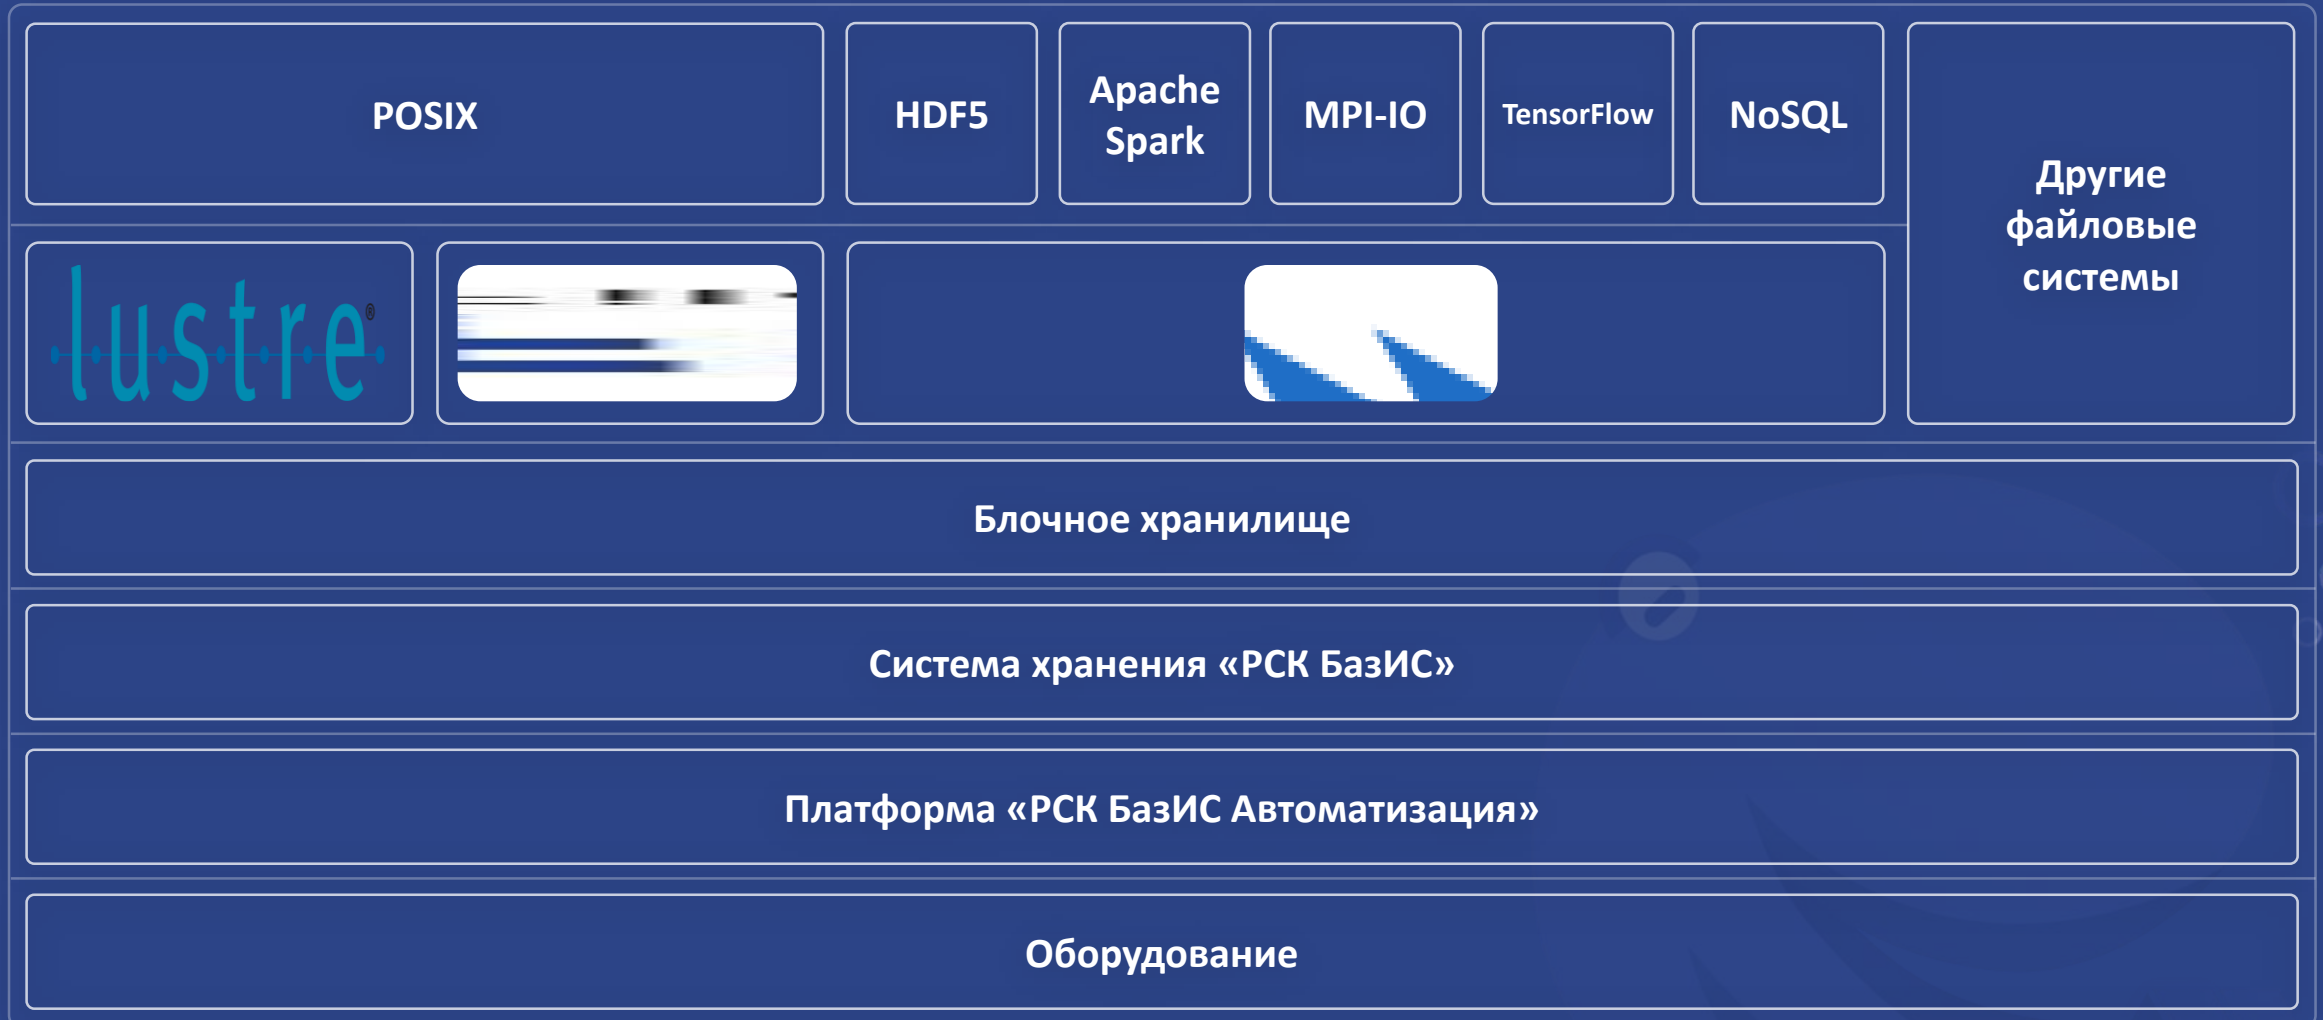 POSIX
HDF5
Apache
Spark
MPI-IO
TensorFlow
NoSQL
Другие
файловые
системы
lustre®
Блочное хранилище
Система хранения «РСК БазИС»
Платформа «РСК БазИС Автоматизация»
Оборудование